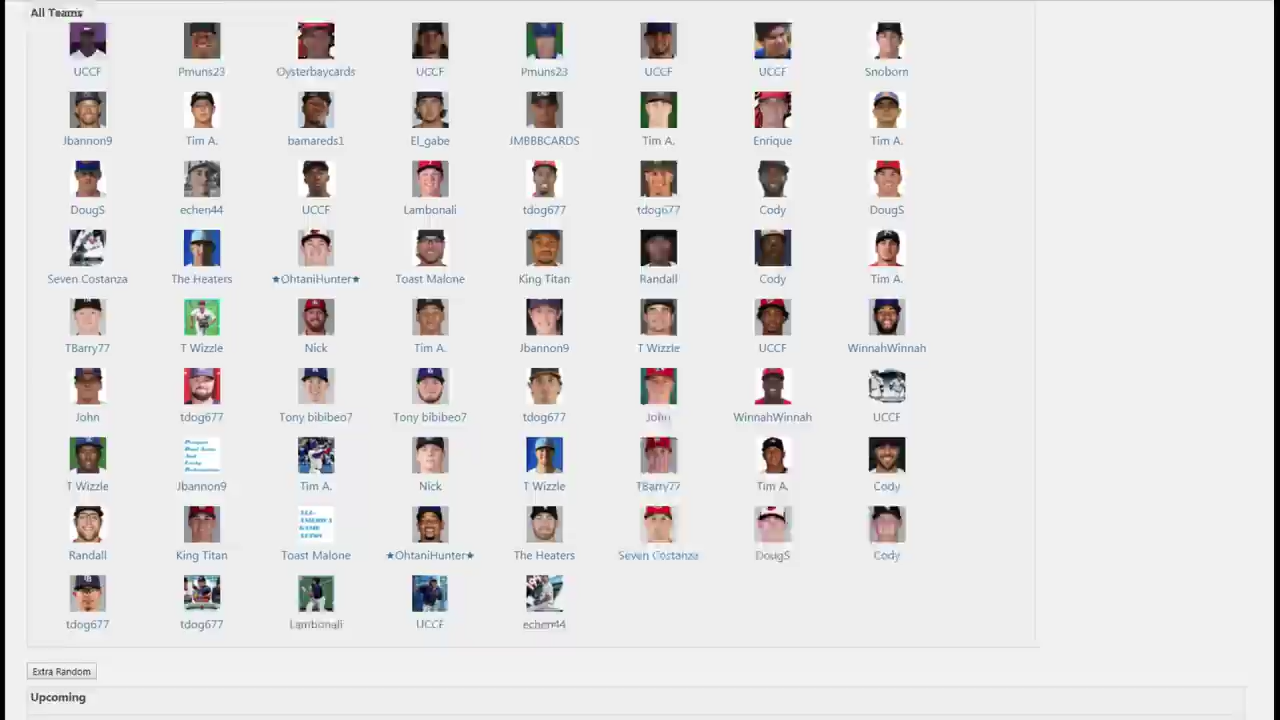 All Teams
UCCF Pmuns23 Oysterbaycards UCCF Pmuns23 UCCF UCCF Snoborn
Jbannon9 Tim A. bamareds1 El_gabe JMBBBCARDS Tim A. Enrique Tim A.
DougS echen44 UCCF Lambonali tdog677 tdog677 Cody DougS
Seven Costanza The Heaters ★OhtaniHunter★ Toast Malone King Titan Randall Cody Tim A.
TBarry77 T Wizzle Nick Tim A. Jbannon9 T Wizzle UCCF WinnahWinnah
John tdog677 Tony bibibeo7 Tony bibibeo7 tdog677 John WinnahWinnah UCCF
T Wizzle Jbannon9 Tim A. Nick T Wizzle TBarry77 Tim A. Cody
Randall King Titan Toast Malone ★OhtaniHunter★ The Heaters Seven Costanza DougS Cody
tdog677 tdog677 Lambonali UCCF echen44
Extra Random
Upcoming